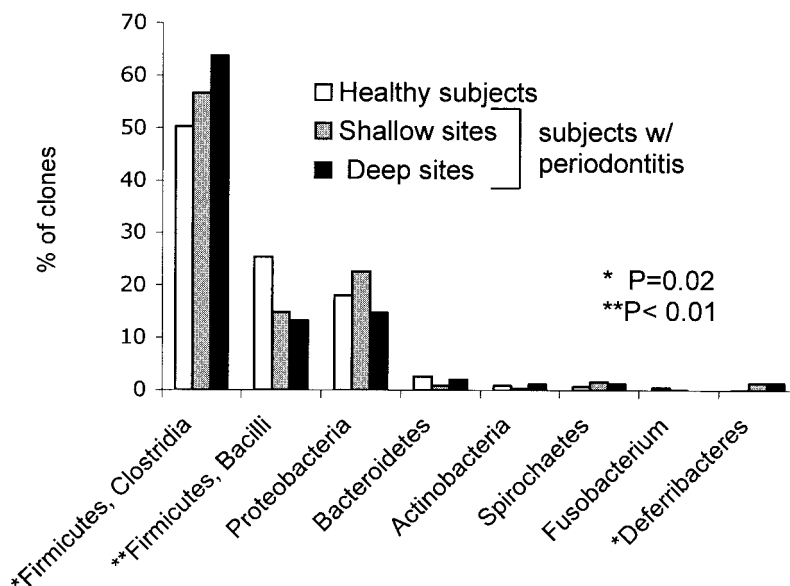 % of clones
70
60
50
40
30
20
10
0
Healthy subjects
Shallow sites
Deep sites
subjects w/
periodontitis
* P=0.02
**P< 0.01
*Firmicutes, Clostridia
**Firmicutes, Bacilli
Proteobacteria
Bacteroidetes
Actinobacteria
Spirochaetes
Fusobacterium
*Deferribacteres